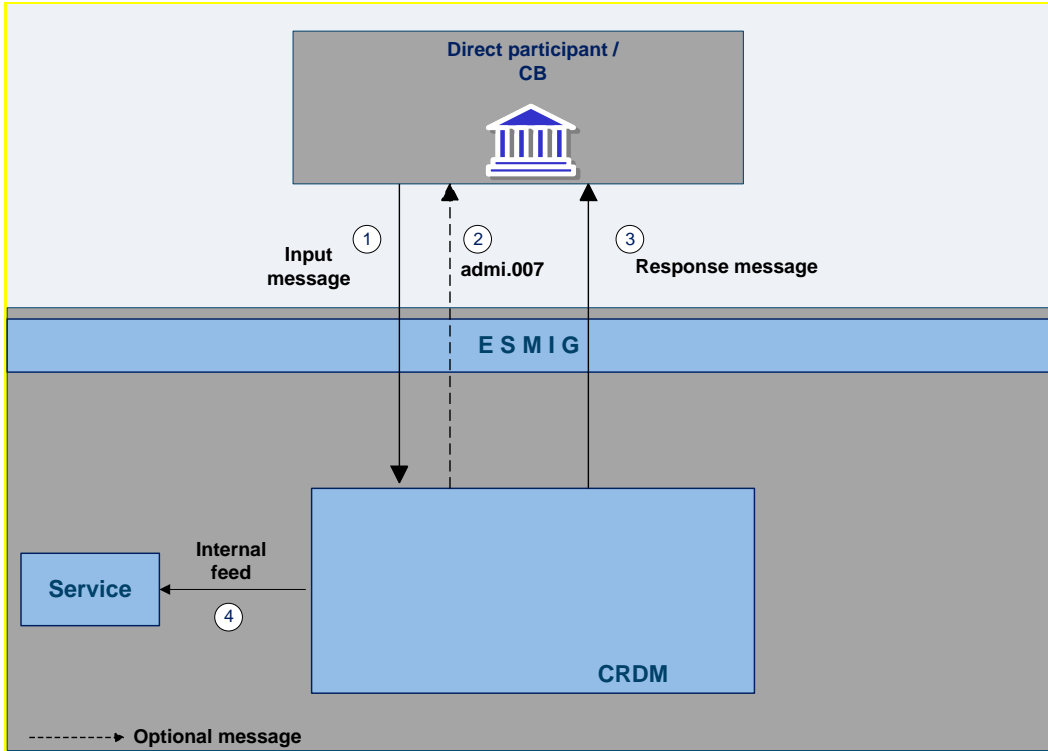 Direct participant /
CB
1
Input
message
2
admi.007
3
Response message
E S M I G
Internal
feed
Service
4
CRDM
Optional message